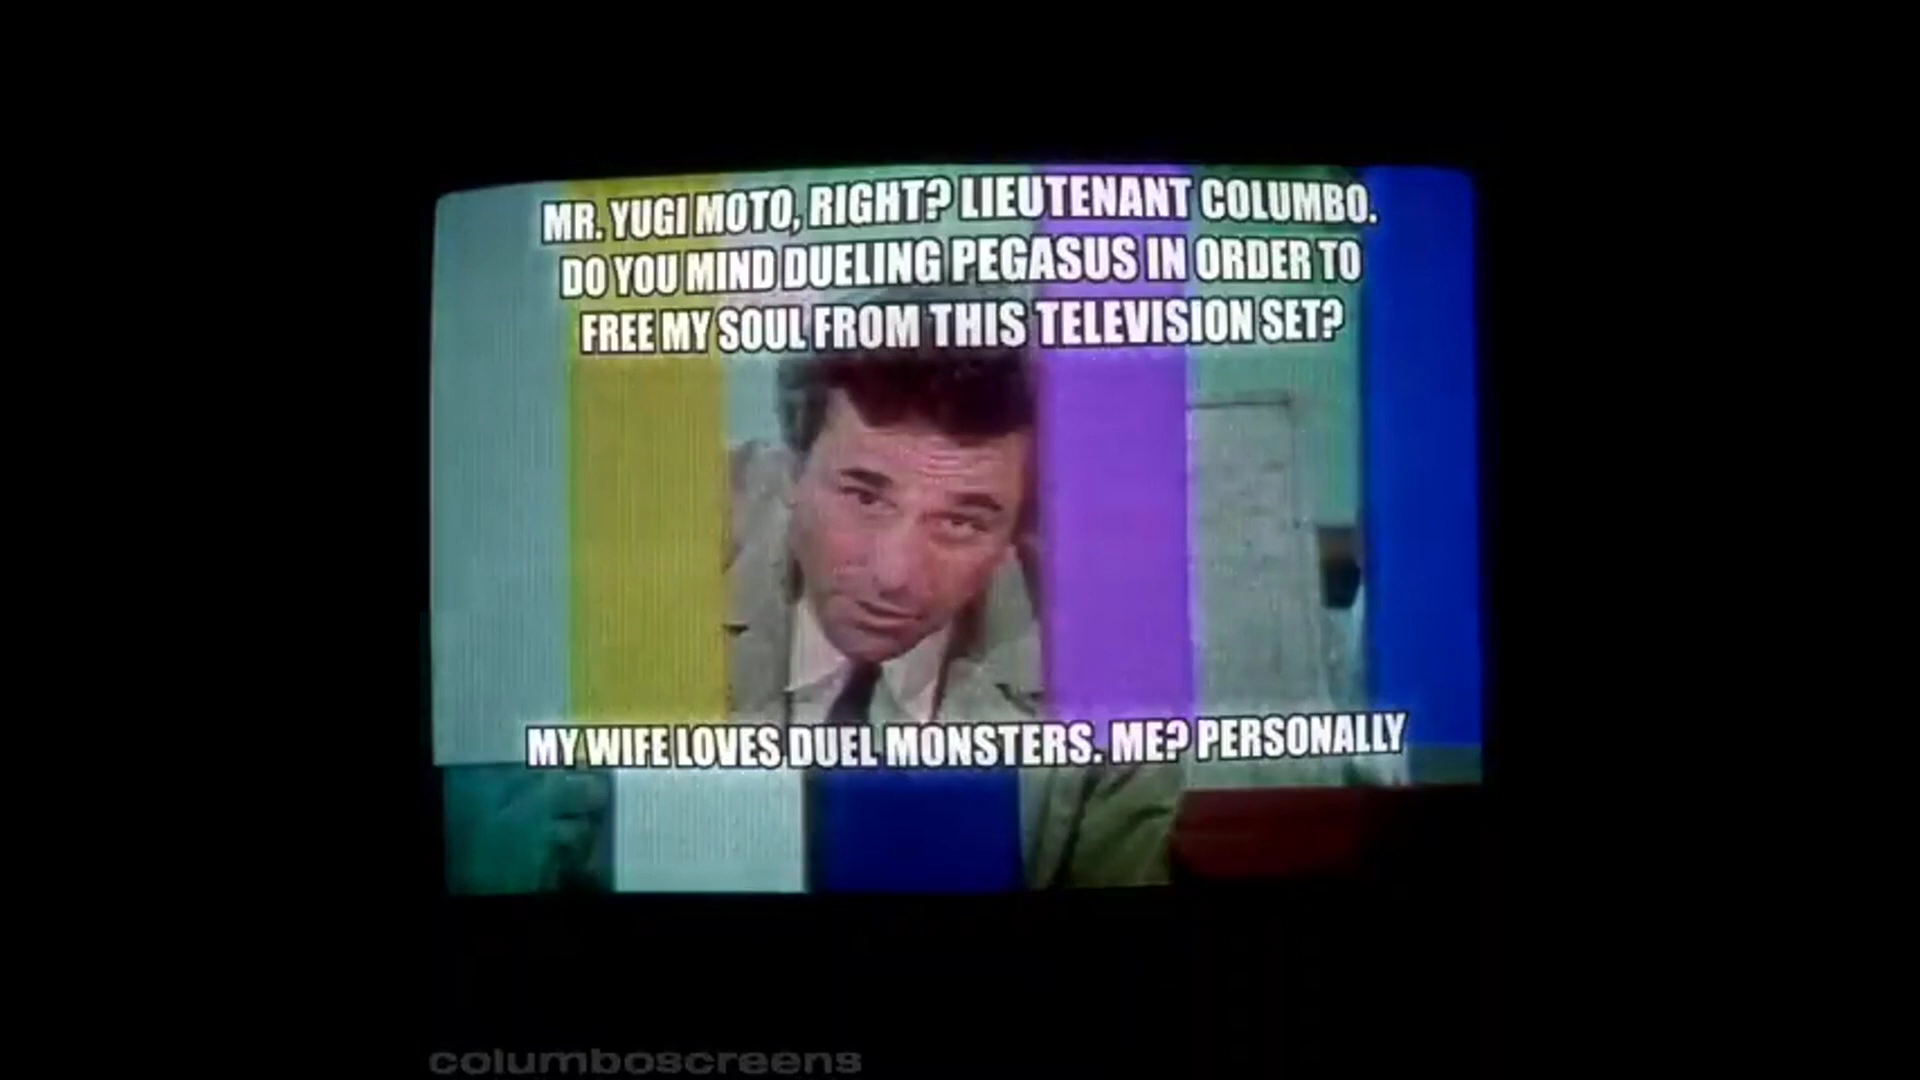 MR. YUGI MOTO, RIGHT? LIEUTENANT COLUMBO.
DO YOU MIND DUELING PEGASUS IN ORDER TO
FREE MY SOUL FROM THIS TELEVISION SET?
MY WIFE LOVES DUEL MONSTERS. ME? PERSONALLY
columboscreens